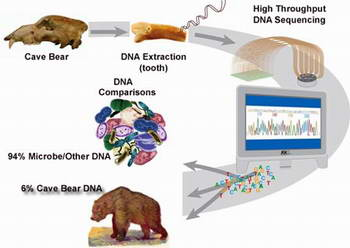 High Throughput
DNA Sequencing
Cave Bear
DNA Extraction
(tooth)
DNA
Comparisons
94% Microbe/Other DNA
6% Cave Bear DNA